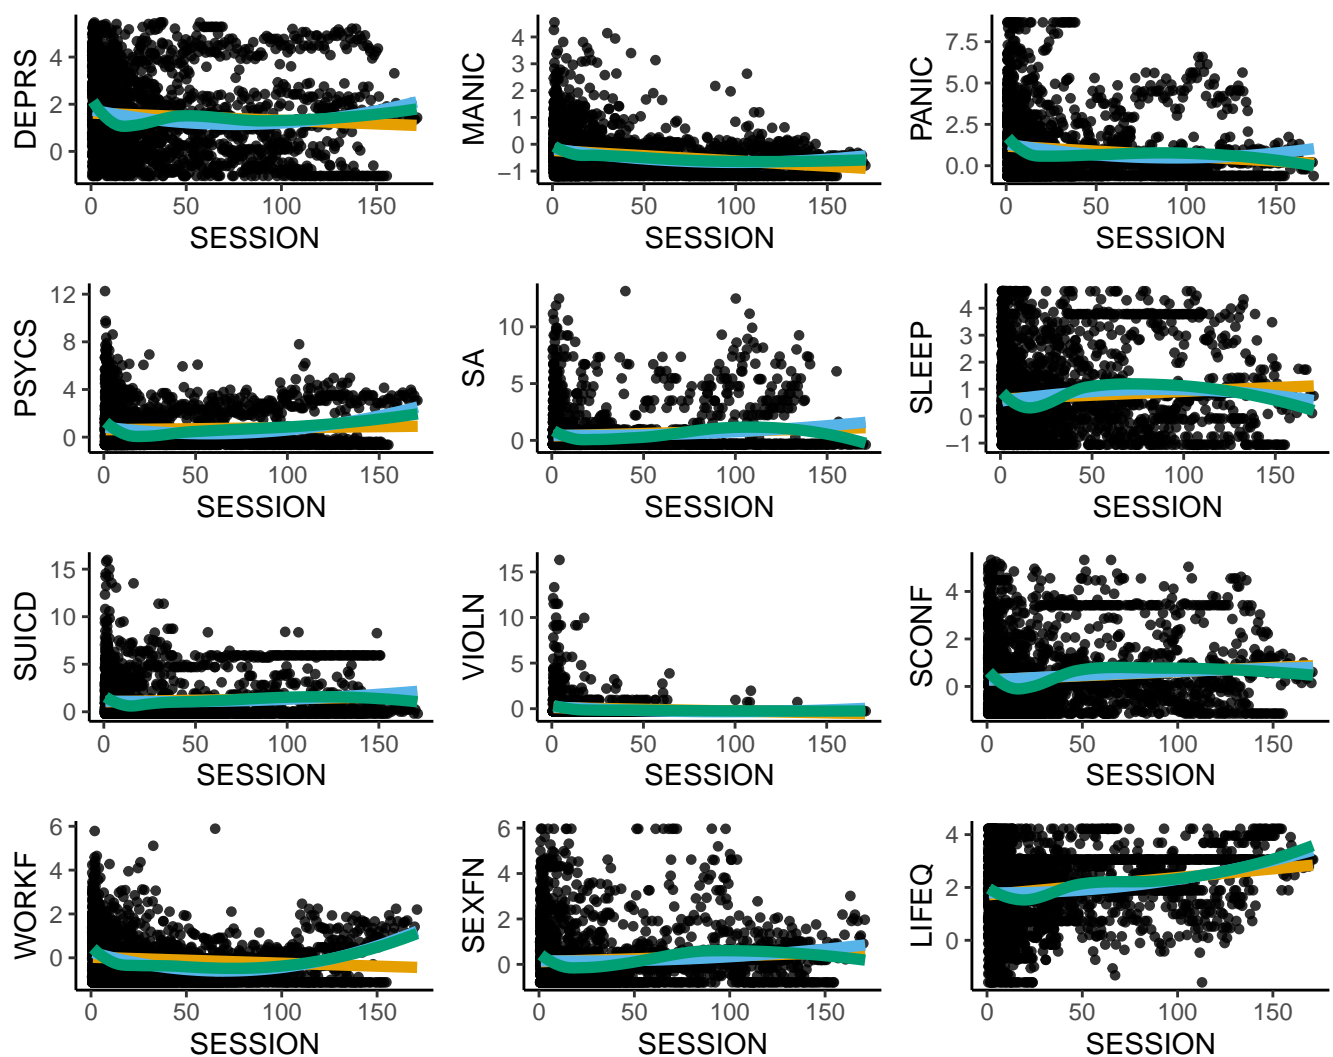 DEPRS
4
2
0
0 50 100 150
SESSION
MANIC
4
3
2
1
0
−1
0 50 100 150
SESSION
PANIC
7.5
5.0
2.5
0.0
0 50 100 150
SESSION
PSYCS
12
8
4
0
0 50 100 150
SESSION
SA
10
5
0
0 50 100 150
SESSION
SLEEP
4
3
2
1
0
−1
0 50 100 150
SESSION
SUICD
15
10
5
0
0 50 100 150
SESSION
VIOLN
15
10
5
0
0 50 100 150
SESSION
SCONF
4
2
0
0 50 100 150
SESSION
WORKF
6
4
2
0
0 50 100 150
SESSION
SEXFN
6
4
2
0
0 50 100 150
SESSION
LIFEQ
4
2
0
0 50 100 150
SESSION